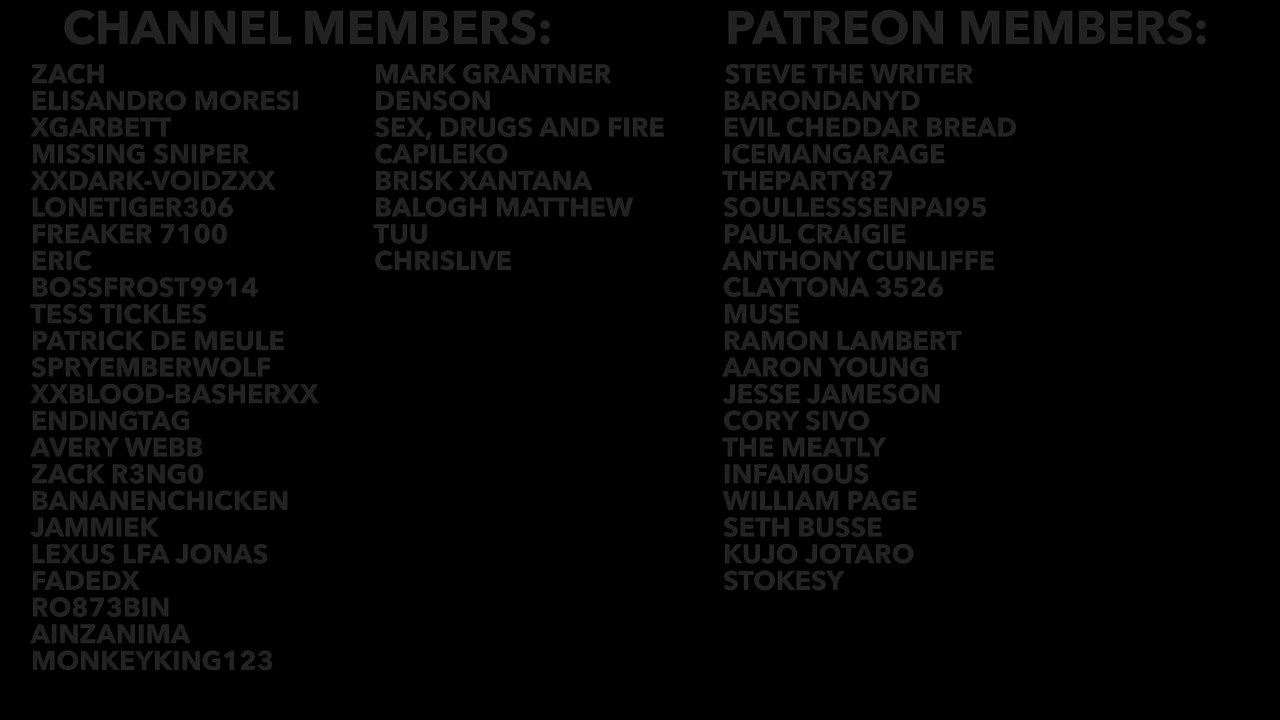 CHANNEL MEMBERS:
ZACH
ELISANDRO MORESI
XGARBETT
MISSING SNIPER
XXDARK-VOIDZXX
LONETIGER306
FREAKER 7100
ERIC
BOSSFROST9914
TESS TICKLES
PATRICK DE MEULE
SPRYEMBERWOLF
XXBLOOD-BASHERXX
ENDINGTAG
AVERY WEBB
ZACK R3NG0
BANANENCHICKEN
JAMMIEK
LEXUS LFA JONAS
FADEDX
RO873BIN
AINZANIMA
MONKEYKING123
MARK GRANTNER
DENSON
SEX, DRUGS AND FIRE
CAPILEKO
BRISK XANTANA
BALOGH MATTHEW
TUU
CHRISLIVE
PATREON MEMBERS:
STEVE THE WRITER
BARONDANYD
EVIL CHEDDAR BREAD
ICEMANGARAGE
THEPARTY87
SOULLESSSENPAI95
PAUL CRAIGIE
ANTHONY CUNLIFFE
CLAYTONA 3526
MUSE
RAMON LAMBERT
AARON YOUNG
JESSE JAMESON
CORY SIVO
THE MEATLY
INFAMOUS
WILLIAM PAGE
SETH BUSSE
KUJO JOTARO
STOKESY